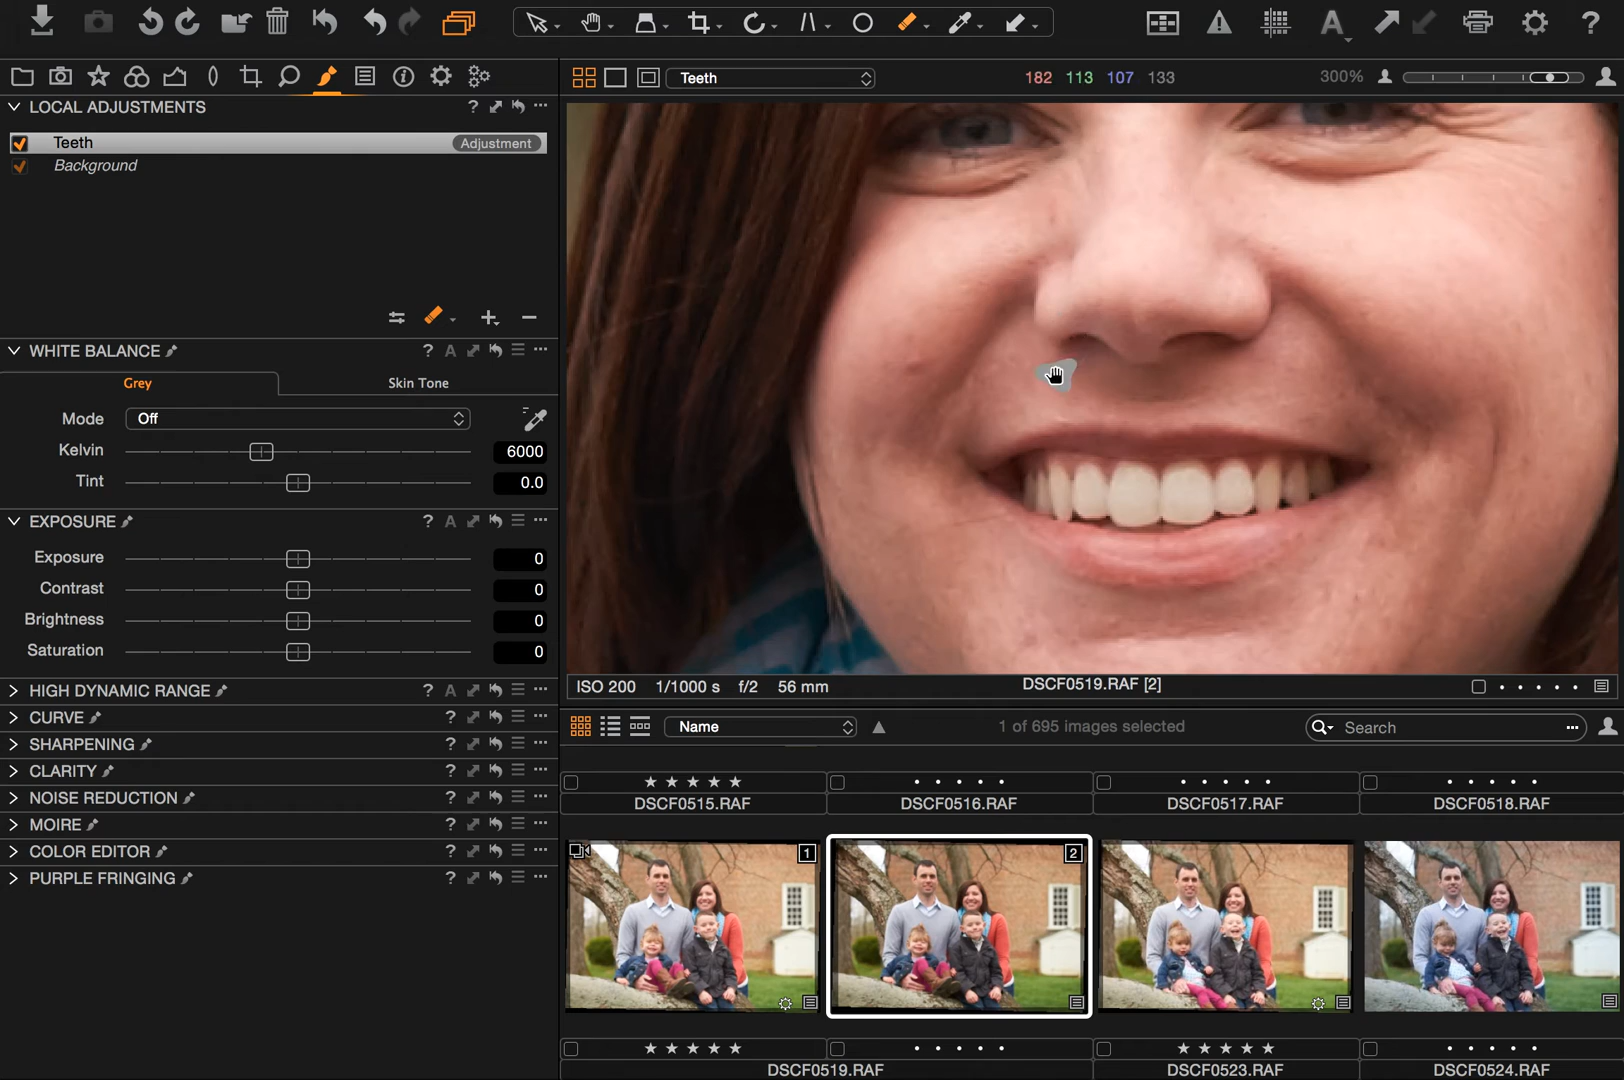 Teeth
182 113 107 133
300%
LOCAL ADJUSTMENTS
?
Teeth
Adjustment
Background
WHITE BALANCE
? A
Grey
Skin Tone
Mode
Off
Kelvin
6000
Tint
0.0
EXPOSURE
? A
Exposure
0
Contrast
0
Brightness
0
Saturation
0
HIGH DYNAMIC RANGE
? A
CURVE
?
SHARPENING
?
CLARITY
?
NOISE REDUCTION
?
MOIRE
?
COLOR EDITOR
?
PURPLE FRINGING
?
ISO 200 1/1000 s f/2 56 mm
DSCF0519.RAF [2]
Name
1 of 695 images selected
Search
DSCF0515.RAF
DSCF0516.RAF
DSCF0517.RAF
DSCF0518.RAF
1
2
DSCF0519.RAF
DSCF0523.RAF
DSCF0524.RAF